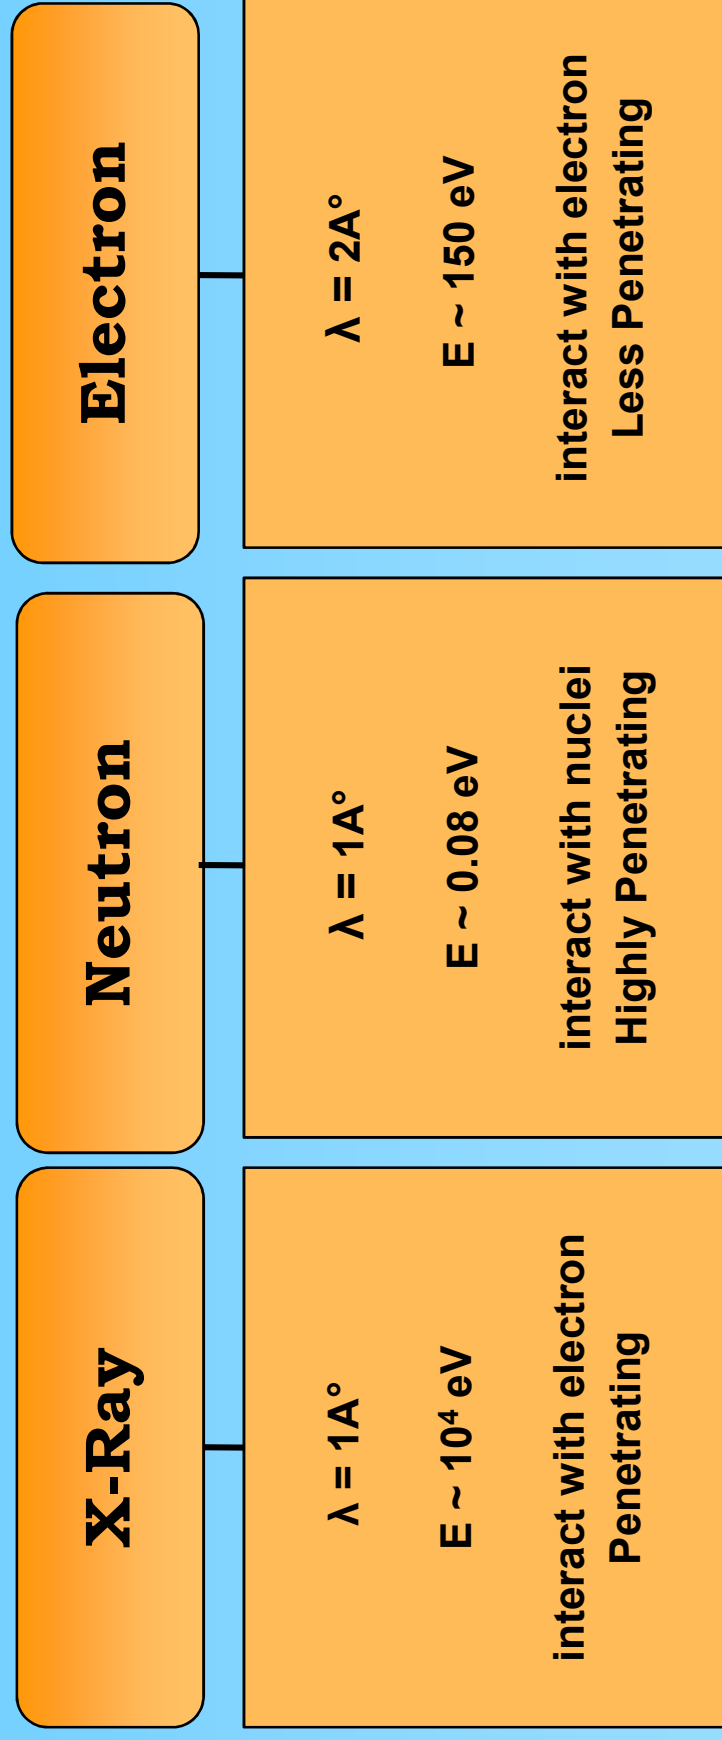 X-Ray
λ = 1A°
E ~ 10⁴ eV
interact with electron
Penetrating
Neutron
λ = 1A°
E ~ 0.08 eV
interact with nuclei
Highly Penetrating
Electron
λ = 2A°
E ~ 150 eV
interact with electron
Less Penetrating